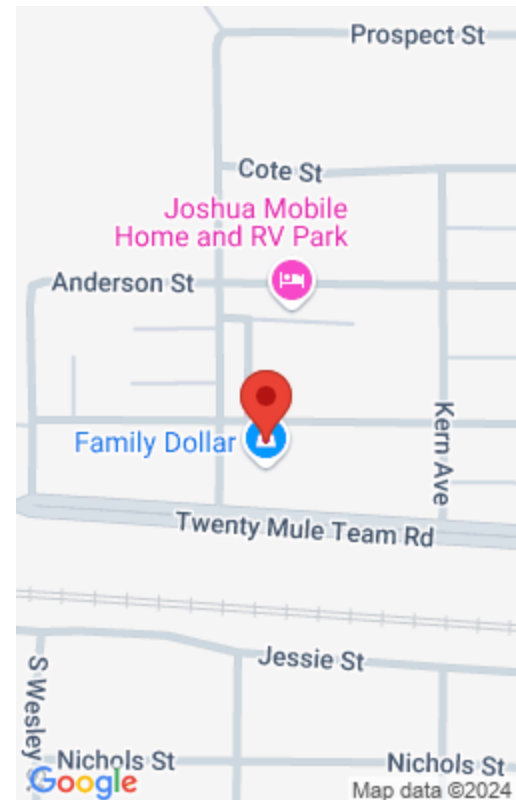 Prospect St
Cote St
Joshua Mobile
Home and RV Park
Anderson St
Family Dollar
Kern Ave
Twenty Mule Team Rd
Jessie St
S Wesley
Nichols St
Nichols St
Google
Map data ©2024